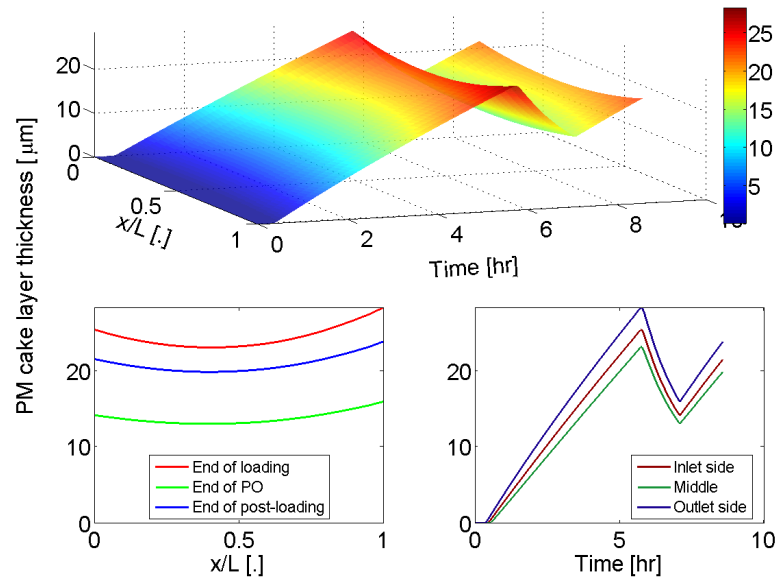 20
10
0
0
0.5
1
x/L [.]
0
2
4
6
8
Time [hr]
25
20
15
10
5
PM cake layer thickness [ μm]
20
10
0
0
0.5
1
x/L [.]
End of loading
End of PO
End of post-loading
20
10
0
0
5
10
Time [hr]
Inlet side
Middle
Outlet side